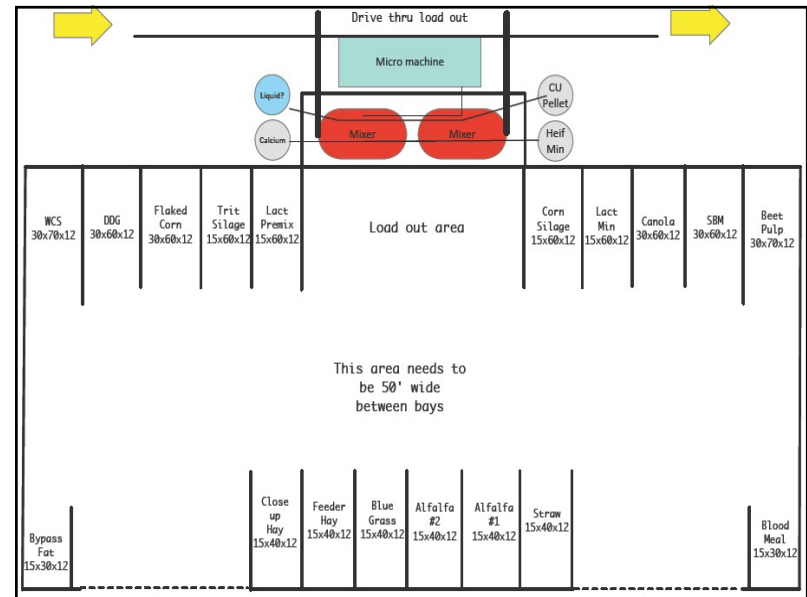 Drive thru load out
Micro machine
Liquid?
CU
Pellet
Calcium
Mixer
Mixer
Heif
Min
WCS
30x70x12
DDG
30x60x12
Flaked
Corn
30x60x12
Trit
Silage
15x60x12
Lact
Premix
15x60x12
Load out area
Corn
Silage
15x60x12
Lact
Min
15x60x12
Canola
30x60x12
SBM
30x60x12
Beet
Pulp
30x70x12
This area needs to
be 50' wide
between bays
Bypass
Fat
15x30x12
Close
up
Hay
15x40x12
Feeder
Hay
15x40x12
Blue
Grass
15x40x12
Alfalfa
#2
15x40x12
Alfalfa
#1
15x40x12
Straw
15x40x12
Blood
Meal
15x30x12